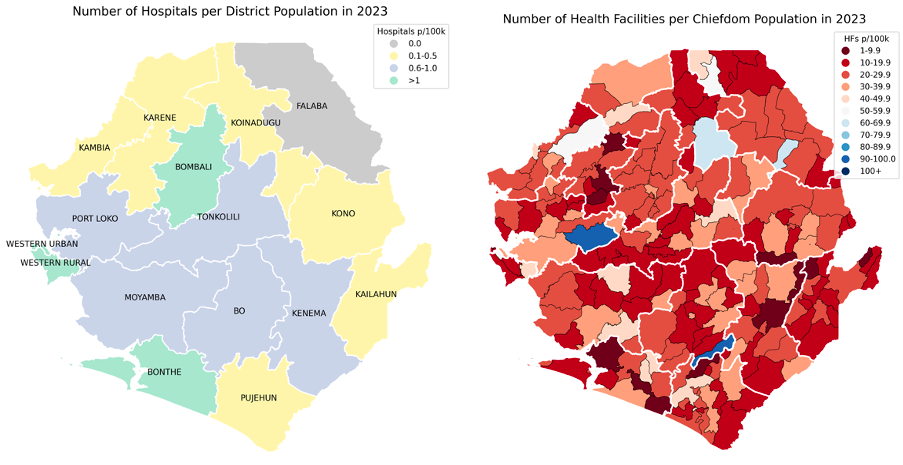 Number of Hospitals per District Population in 2023
Hospitals p/100k
0.0
0.1-0.5
0.6-1.0
>1
FALABA
KARENE
KOINADUGU
KAMBIA
BOMBALI
KONO
PORT LOKO
TONKOLILI
WESTERN URBAN
WESTERN RURAL
MOYAMBA
KAILAHUN
BO
KENEMA
BONTHE
PUJEHUN
Number of Health Facilities per Chiefdom Population in 2023
HFs p/100k
1-9.9
10-19.9
20-29.9
30-39.9
40-49.9
50-59.9
60-69.9
70-79.9
80-89.9
90-100.0
100+